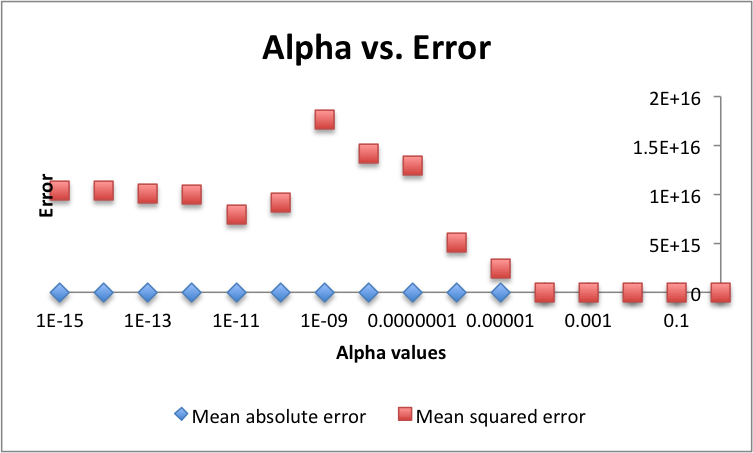 Alpha vs. Error
2E+16
1.5E+16
1E+16
5E+15
0
Error
1E-15 1E-13 1E-11 1E-09 0.0000001 0.00001 0.001 0.1
Alpha values
Mean absolute error Mean squared error